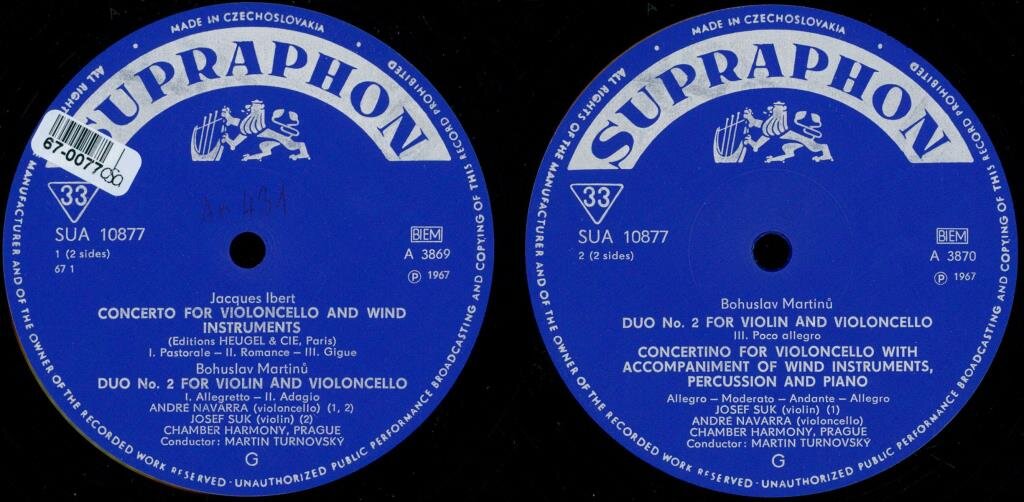 MADE IN CZECHOSLOVAKIA
SUPRAPHON
ALL RIGHTS
MANUFACTURER AND OF THE OWNER OF THE RECORDED WORK RESERVED · UNAUTHORIZED PUBLIC PERFORMANCE BROADCASTING AND COPYING OF THIS RECORD PROHIBITED
67-0077
33
SUA 10877
1 (2 sides)
67 1
BIEM
A 3869
Ⓟ 1967
Jacques Ibert
CONCERTO FOR VIOLONCELLO AND WIND
INSTRUMENTS
(Editions HEUGEL & CIE, Paris)
I. Pastorale – II. Romance – III. Gigue
Bohuslav Martinů
DUO No. 2 FOR VIOLIN AND VIOLONCELLO
I. Allegretto – II. Adagio
ANDRÉ NAVARRA (violoncello) (1, 2)
JOSEF SUK (violin) (2)
CHAMBER HARMONY, PRAGUE
Conductor: MARTIN TURNOVSKÝ
G
MADE IN CZECHOSLOVAKIA
SUPRAPHON
ALL RIGHTS OF THE MANUFACTURER AND OF THE OWNER OF THE RECORDED WORK RESERVED · UNAUTHORIZED PUBLIC PERFORMANCE BROADCASTING AND COPYING OF THIS RECORD PROHIBITED
33
SUA 10877
2 (2 sides)
BIEM
A 3870
Ⓟ 1967
Bohuslav Martinů
DUO No. 2 FOR VIOLIN AND VIOLONCELLO
III. Poco allegro
CONCERTINO FOR VIOLONCELLO WITH
ACCOMPANIMENT OF WIND INSTRUMENTS,
PERCUSSION AND PIANO
Allegro – Moderato – Andante – Allegro
JOSEF SUK (violin) (1)
ANDRÉ NAVARRA (violoncello)
CHAMBER HARMONY, PRAGUE
Conductor: MARTIN TURNOVSKÝ
G